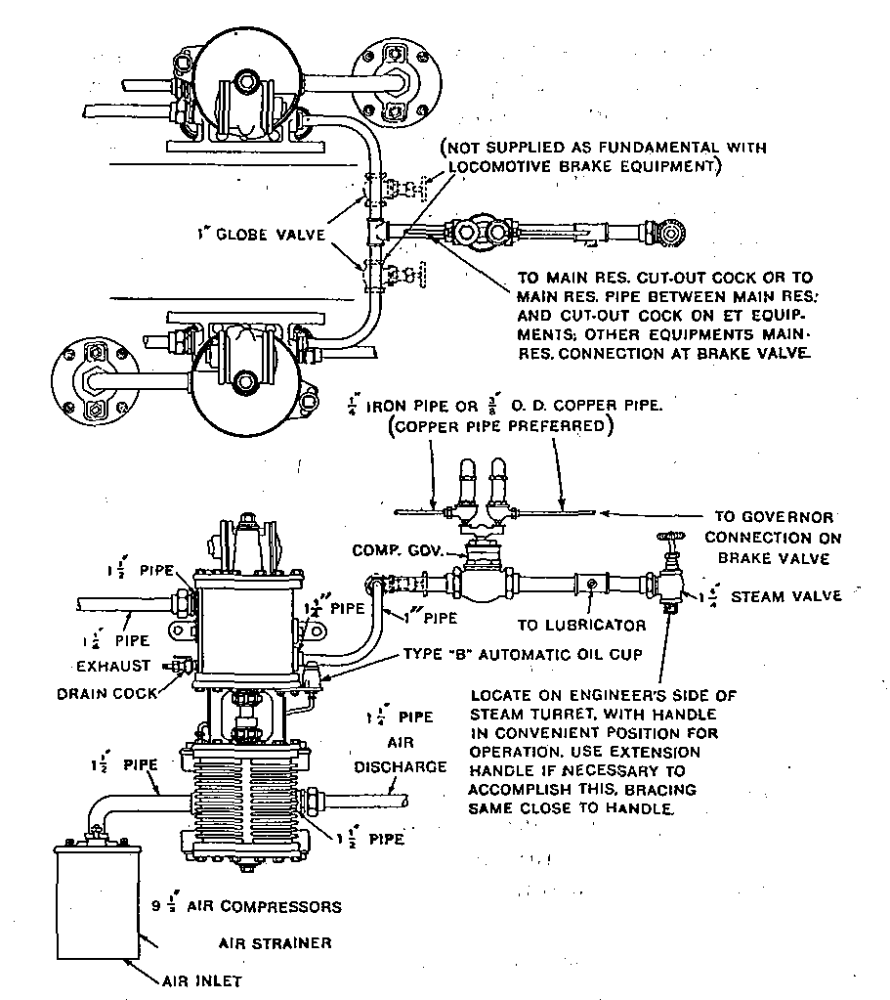 (NOT SUPPLIED AS FUNDAMENTAL WITH
LOCOMOTIVE BRAKE EQUIPMENT)
1" GLOBE VALVE
TO MAIN RES. CUT-OUT COCK OR TO
MAIN RES. PIPE BETWEEN MAIN RES:
AND CUT-OUT COCK ON ET EQUIP-
MENTS; OTHER EQUIPMENTS MAIN-
RES. CONNECTION AT BRAKE VALVE.
1/4" IRON PIPE OR 3/8" O. D. COPPER PIPE.
(COPPER PIPE PREFERRED)
TO GOVERNOR
CONNECTION ON
BRAKE VALVE
COMP. GOV.
1 1/2" PIPE
1 1/4" STEAM VALVE
1 1/4" PIPE
1" PIPE
TO LUBRICATOR
1 1/4" PIPE
EXHAUST
TYPE "B" AUTOMATIC OIL CUP
DRAIN COCK
LOCATE ON ENGINEER'S SIDE OF
STEAM TURRET, WITH HANDLE
IN CONVENIENT POSITION FOR
OPERATION. USE EXTENSION
HANDLE IF NECESSARY TO
ACCOMPLISH THIS, BRACING
SAME CLOSE TO HANDLE.
1 1/4" PIPE
AIR
DISCHARGE
1 1/2" PIPE
1 1/2" PIPE
9 1/2" AIR COMPRESSORS
AIR STRAINER
AIR INLET